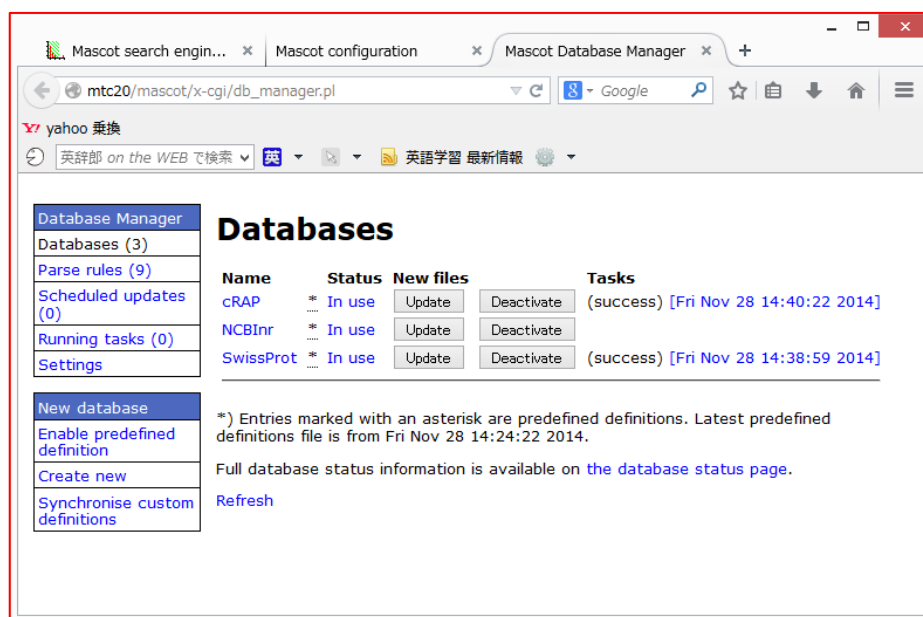 Mascot search engin... × Mascot configuration × Mascot Database Manager × +
mtc20/mascot/x-cgi/db_manager.pl 8 Google
Y! yahoo 乗換
英辞郎 on the WEB で検索 英 英語学習 最新情報
Database Manager
Databases (3)
Parse rules (9)
Scheduled updates
(0)
Running tasks (0)
Settings
New database
Enable predefined
definition
Create new
Synchronise custom
definitions
Databases
Name Status New files Tasks
cRAP * In use Update Deactivate (success) [Fri Nov 28 14:40:22 2014]
NCBInr * In use Update Deactivate
SwissProt * In use Update Deactivate (success) [Fri Nov 28 14:38:59 2014]
*) Entries marked with an asterisk are predefined definitions. Latest predefined
definitions file is from Fri Nov 28 14:24:22 2014.
Full database status information is available on the database status page.
Refresh